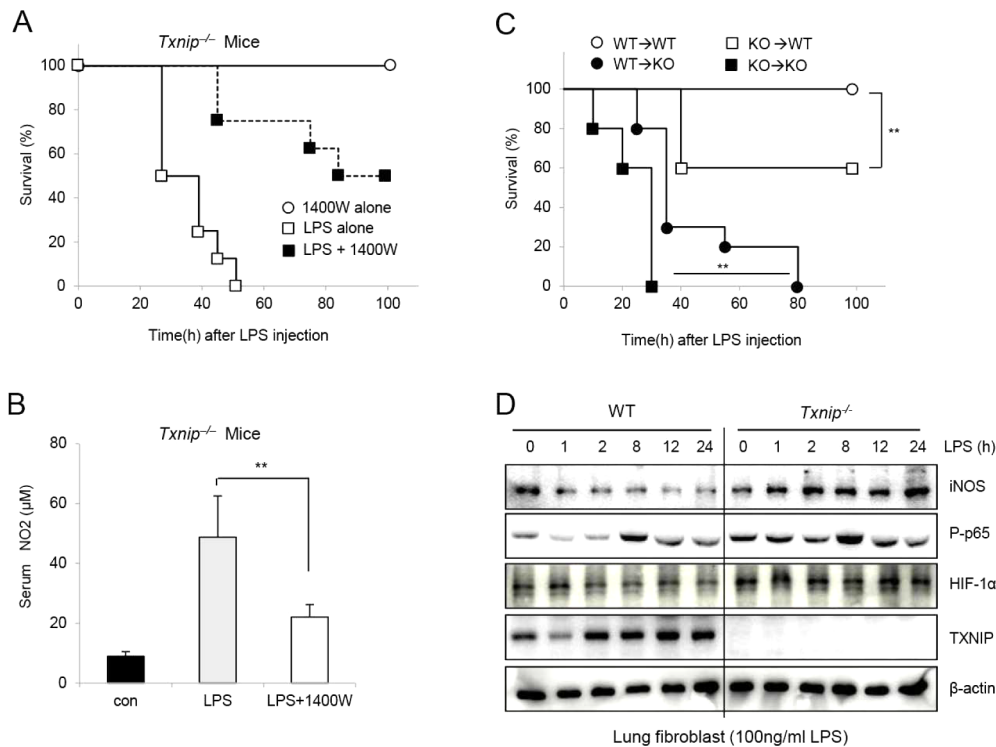 A
Txnip–/– Mice
100
80
60
40
20
0
Survival (%)
1400W alone
LPS alone
LPS + 1400W
0 20 40 60 80 100
Time(h) after LPS injection
B
Txnip–/– Mice
80
60
40
20
0
Serum NO2 (μM)
**
con LPS LPS+1400W
C
WT→WT KO→WT
WT→KO KO→KO
100
80
60
40
20
0
Survival (%)
**
**
0 20 40 60 80 100
Time(h) after LPS injection
D
WT Txnip-/-
0 1 2 8 12 24 0 1 2 8 12 24 LPS (h)
iNOS
P-p65
HIF-1α
TXNIP
β-actin
Lung fibroblast (100ng/ml LPS)